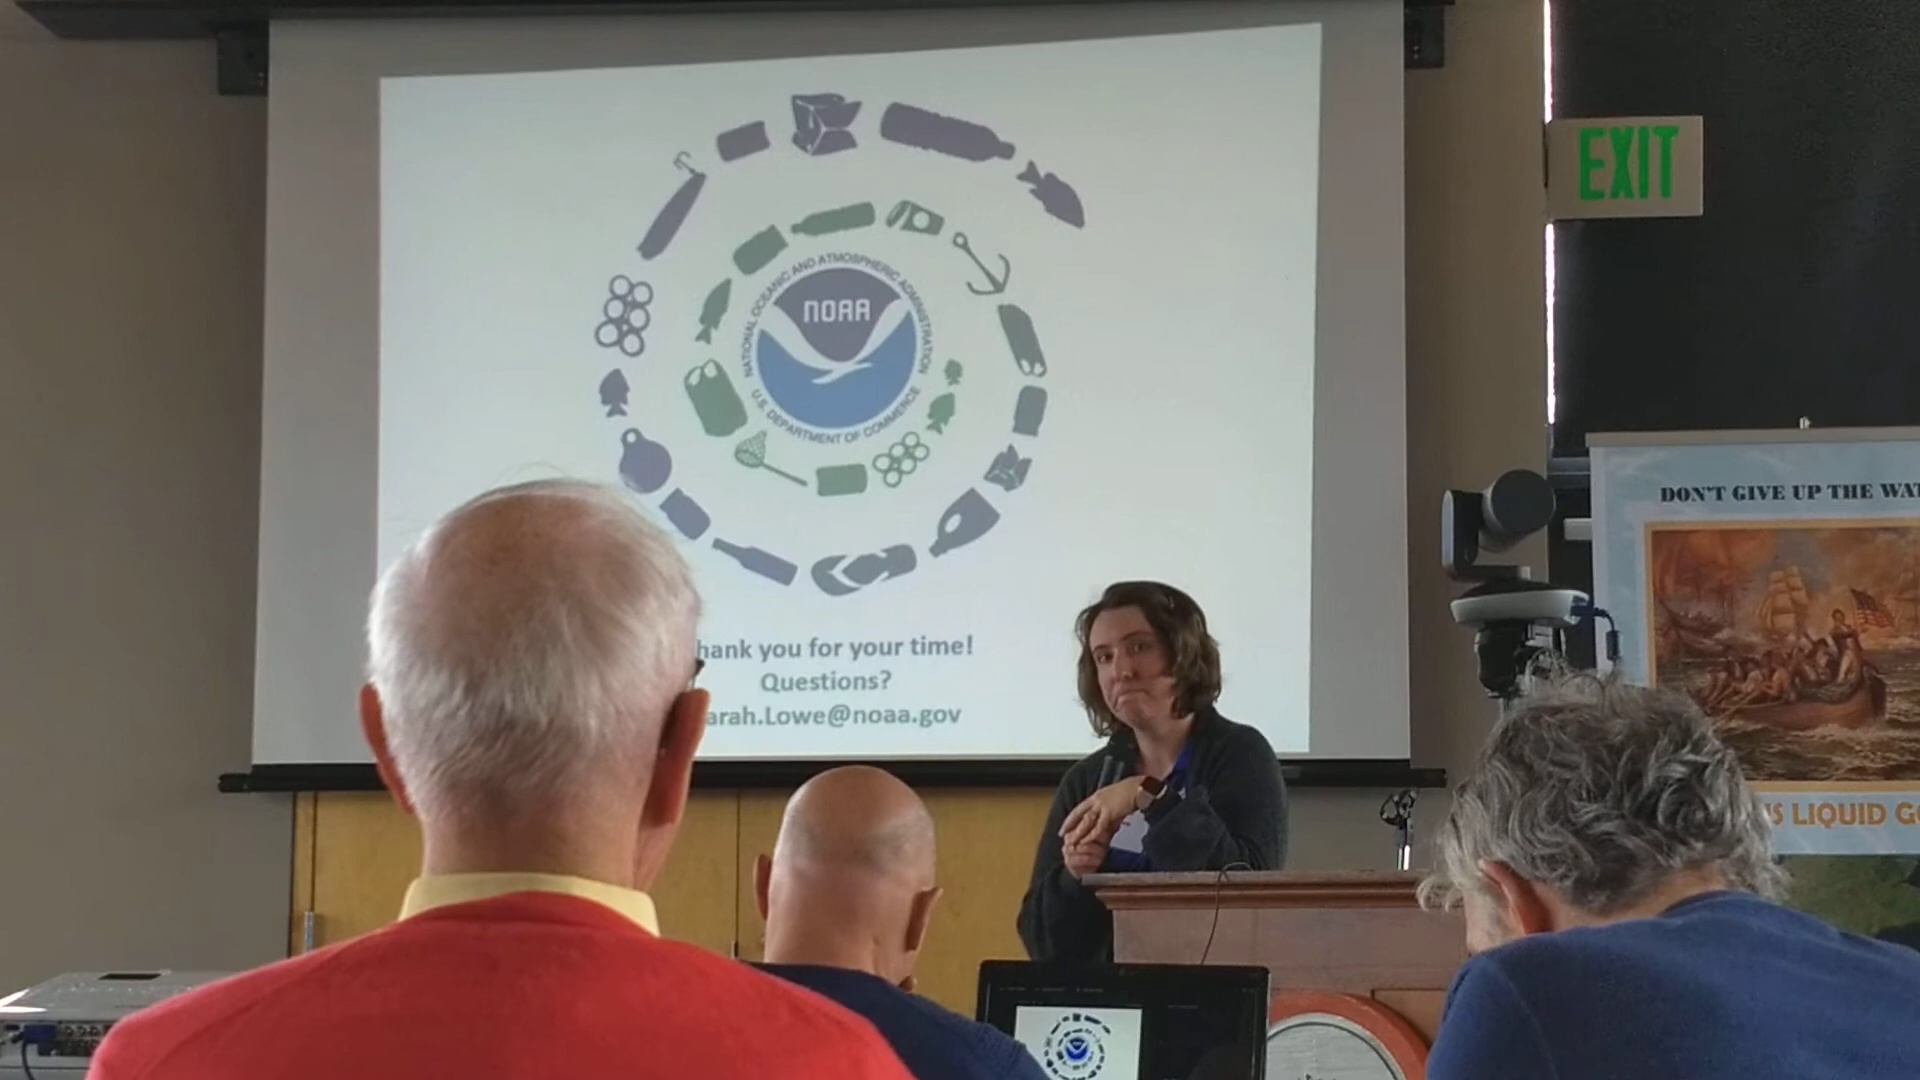 NATIONAL OCEANIC AND ATMOSPHERIC ADMINISTRATION
NOAA
U.S. DEPARTMENT OF COMMERCE
hank you for your time!
Questions?
arah.Lowe@noaa.gov
EXIT
DON'T GIVE UP THE WAT
IS LIQUID G